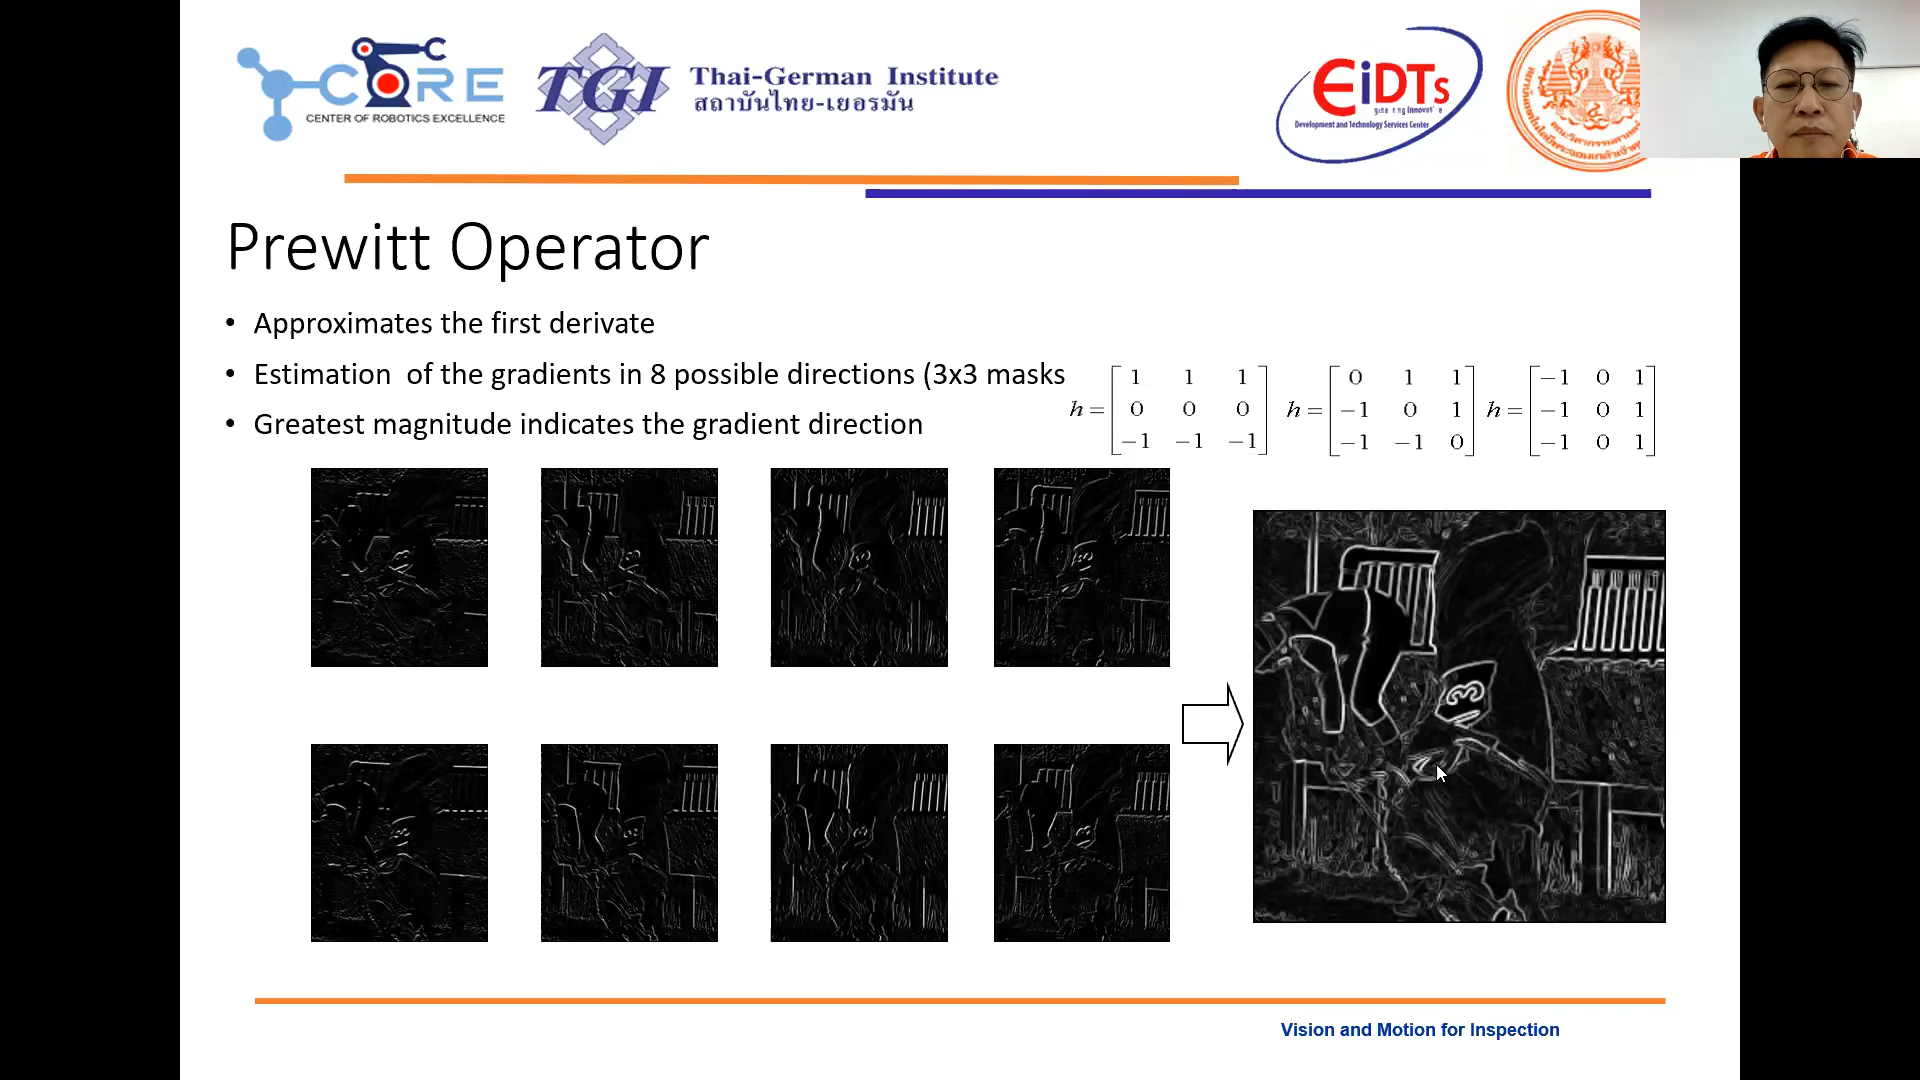 CORE
CENTER OF ROBOTICS EXCELLENCE
TGI
Thai-German Institute
สถาบันไทย-เยอรมัน
EiDTs
Development and Technology Services Center
Prewitt Operator
• Approximates the first derivate
• Estimation of the gradients in 8 possible directions (3x3 masks
• Greatest magnitude indicates the gradient direction
1 1 1 0 1 1 -1 0 1
h = 0 0 0 h = -1 0 1 h = -1 0 1
-1 -1 -1 -1 -1 0 -1 0 1
3
Vision and Motion for Inspection